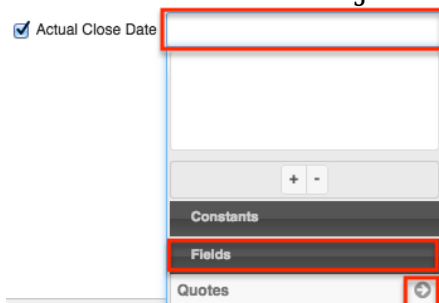 Actual Close Date
+ -
Constants
Fields
Quotes